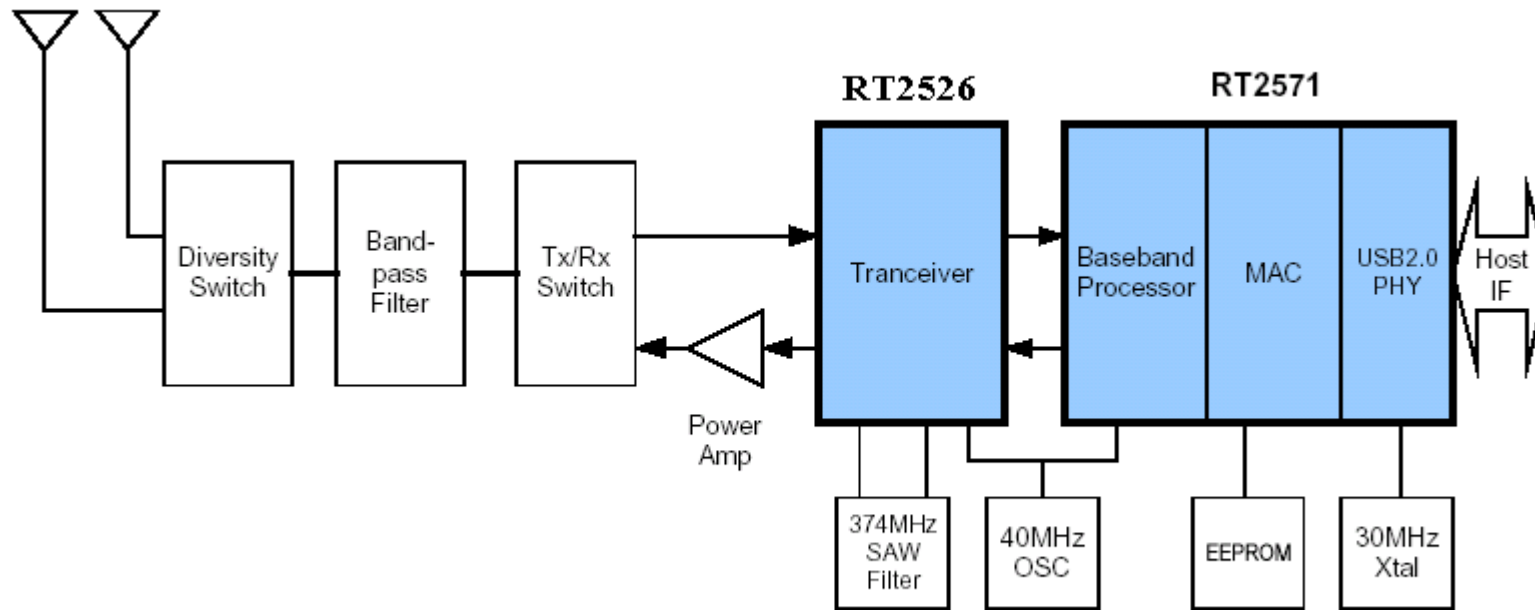 RT2526
RT2571
Diversity
Switch
Band-
pass
Filter
Tx/Rx
Switch
Tranceiver
Baseband
Processor
MAC
USB2.0
PHY
Host
IF
Power
Amp
374MHz
SAW
Filter
40MHz
OSC
EEPROM
30MHz
Xtal